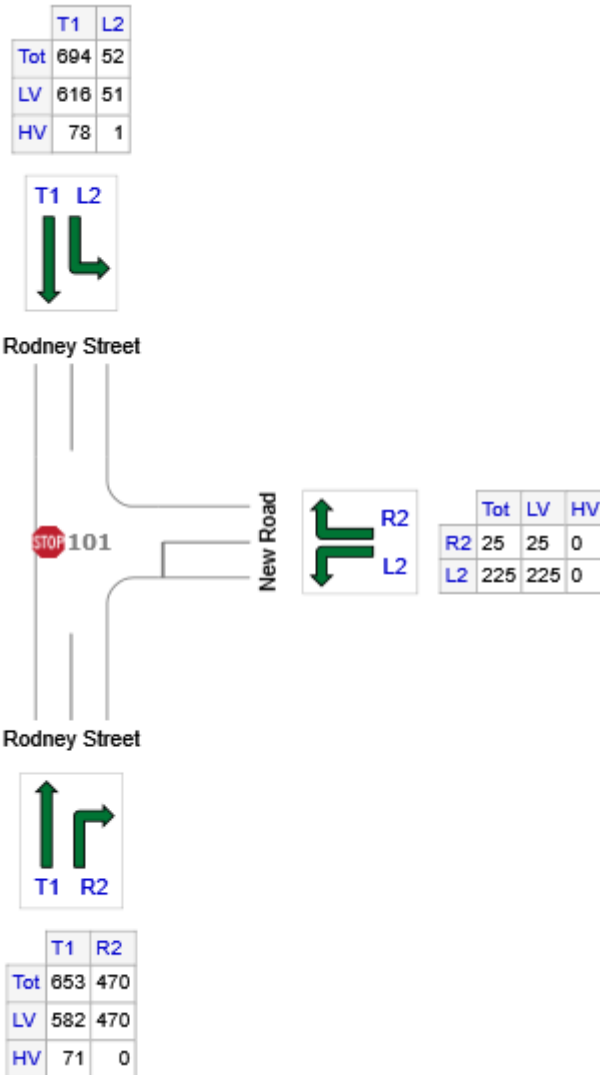 T1 L2
Tot 694 52
LV 616 51
HV 78 1
T1 L2
Rodney Street
STOP 101
New Road
R2
L2
Tot LV HV
R2 25 25 0
L2 225 225 0
Rodney Street
T1 R2
T1 R2
Tot 653 470
LV 582 470
HV 71 0